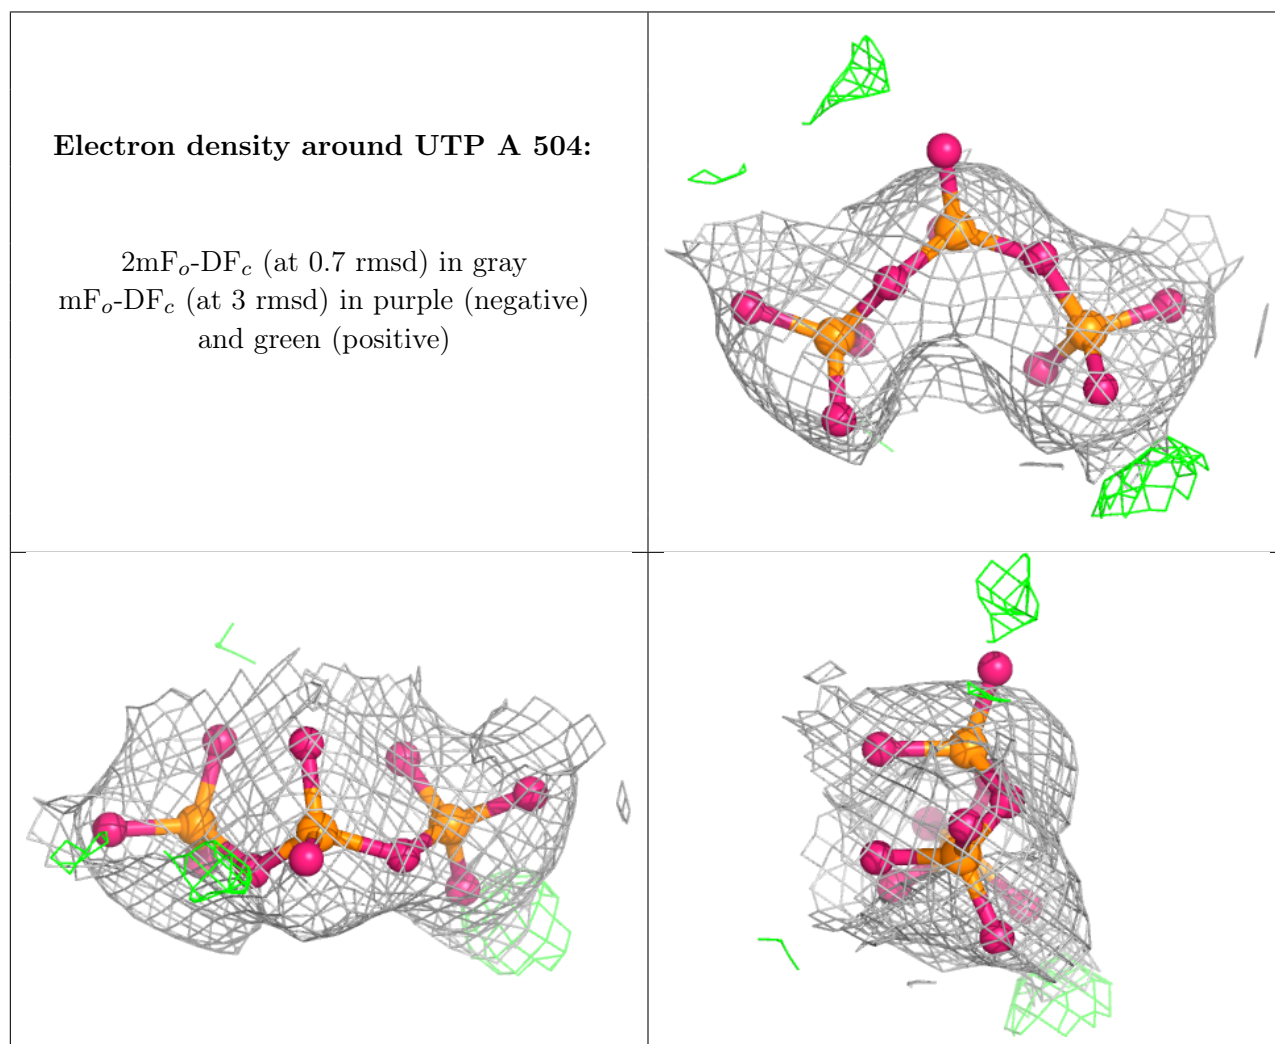 Electron density around UTP A 504:
2mFo-DFc (at 0.7 rmsd) in gray
mFo-DFc (at 3 rmsd) in purple (negative)
and green (positive)